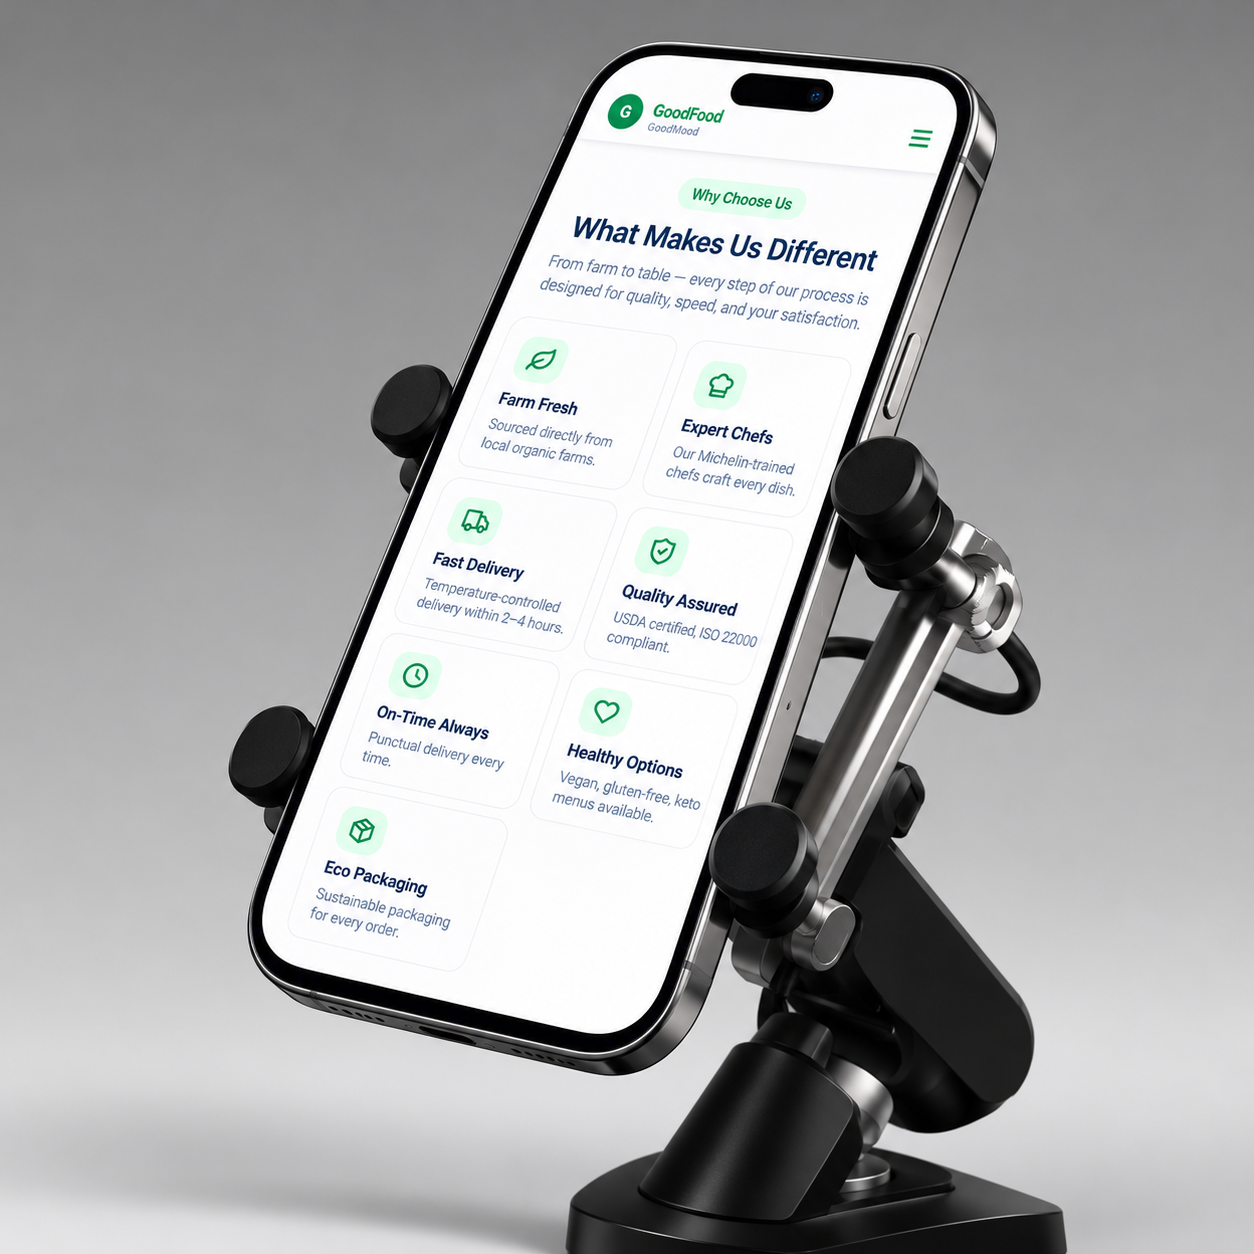 G
GoodFood
GoodMood
Why Choose Us
What Makes Us Different
From farm to table — every step of our process is
designed for quality, speed, and your satisfaction.
Farm Fresh
Sourced directly from
local organic farms.
Expert Chefs
Our Michelin-trained
chefs craft every dish.
Fast Delivery
Temperature-controlled
delivery within 2–4 hours.
Quality Assured
USDA certified, ISO 22000
compliant.
On-Time Always
Punctual delivery every
time.
Healthy Options
Vegan, gluten-free, keto
menus available.
Eco Packaging
Sustainable packaging
for every order.